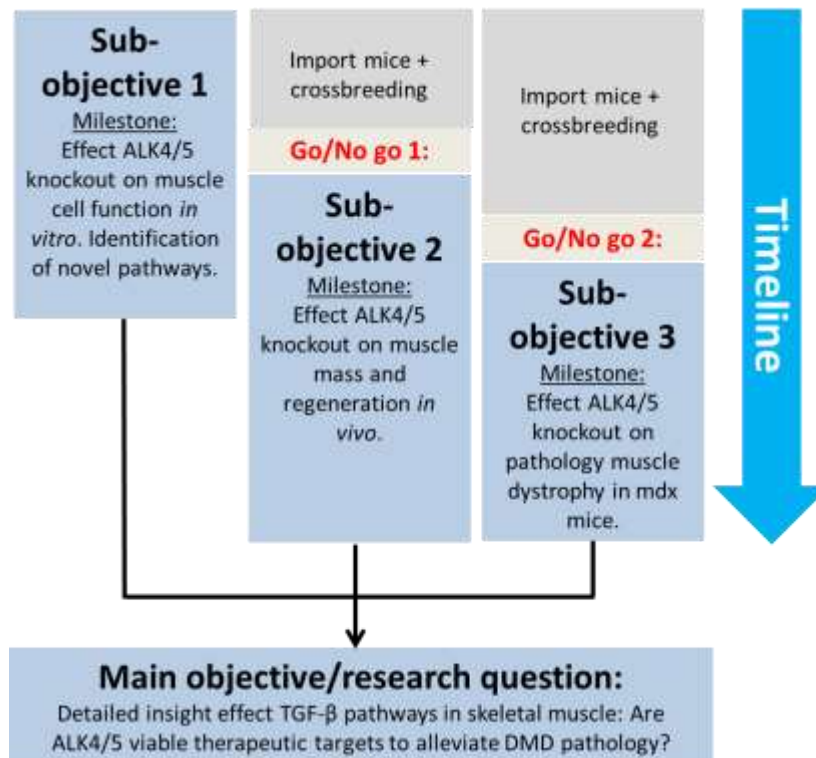 Sub-
objective 1
Milestone:
Effect ALK4/5
knockout on muscle
cell function in
vitro. Identification
of novel pathways.
Import mice +
crossbreeding
Go/No go 1:
Sub-
objective 2
Milestone:
Effect ALK4/5
knockout on muscle
mass and
regeneration in
vivo.
Import mice +
crossbreeding
Go/No go 2:
Sub-
objective 3
Milestone:
Effect ALK4/5
knockout on
pathology muscle
dystrophy in mdx
mice.
Timeline
Main objective/research question:
Detailed insight effect TGF-β pathways in skeletal muscle: Are
ALK4/5 viable therapeutic targets to alleviate DMD pathology?